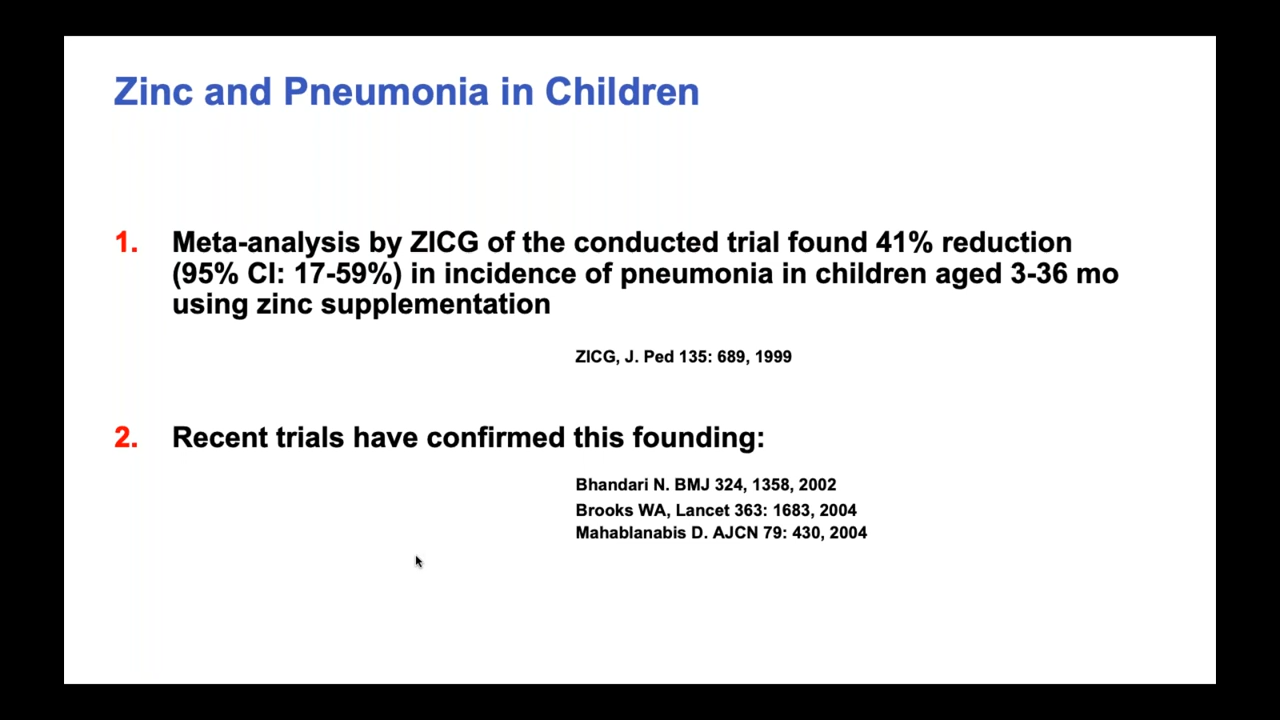 Zinc and Pneumonia in Children
1. Meta-analysis by ZICG of the conducted trial found 41% reduction
(95% CI: 17-59%) in incidence of pneumonia in children aged 3-36 mo
using zinc supplementation
ZICG, J. Ped 135: 689, 1999
2. Recent trials have confirmed this founding:
Bhandari N. BMJ 324, 1358, 2002
Brooks WA, Lancet 363: 1683, 2004
Mahablanabis D. AJCN 79: 430, 2004